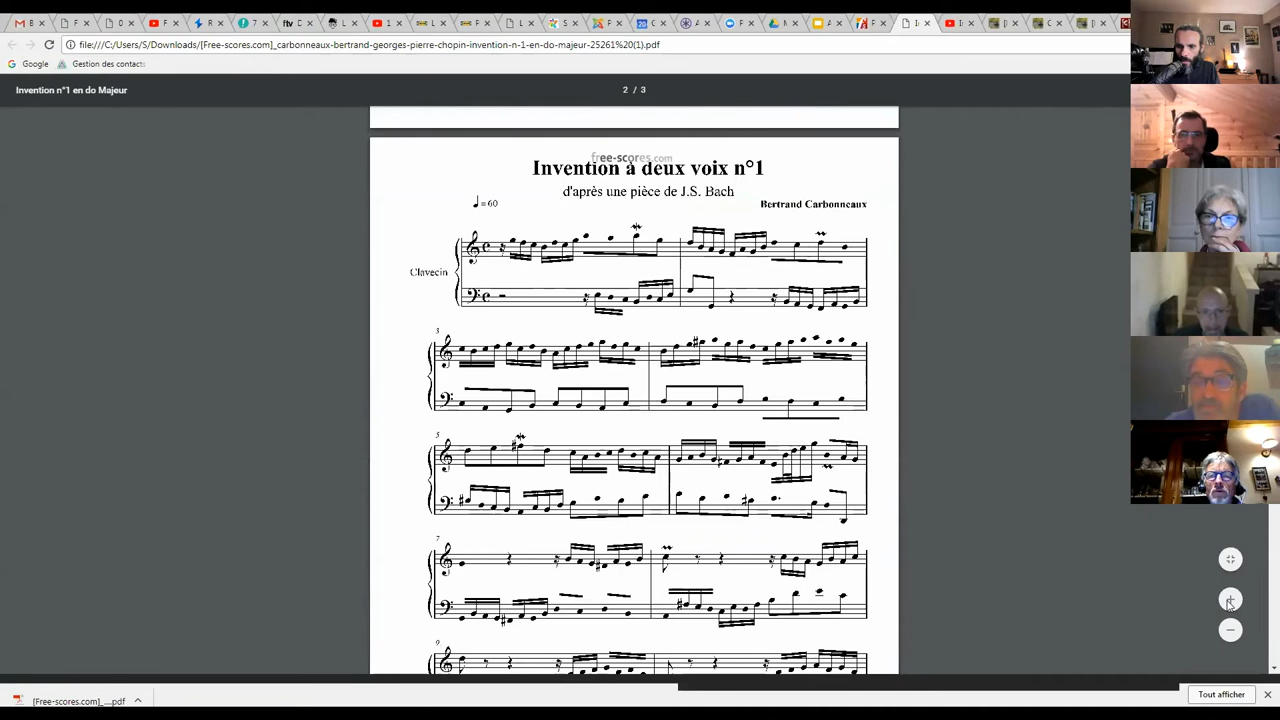 file:///C:/Users/S/Downloads/[Free-scores.com]_carbonneaux-bertrand-georges-pierre-chopin-invention-n-1-en-do-majeur-25261%20(1).pdf
Google Gestion des contacts
Invention n°1 en do Majeur
2 / 3
free-scores.com
Invention à deux voix n°1
d'après une pièce de J.S. Bach
♩ = 60
Bertrand Carbonneaux
Clavecin
3
5
7
9
[Free-scores.com]_....pdf
Tout afficher